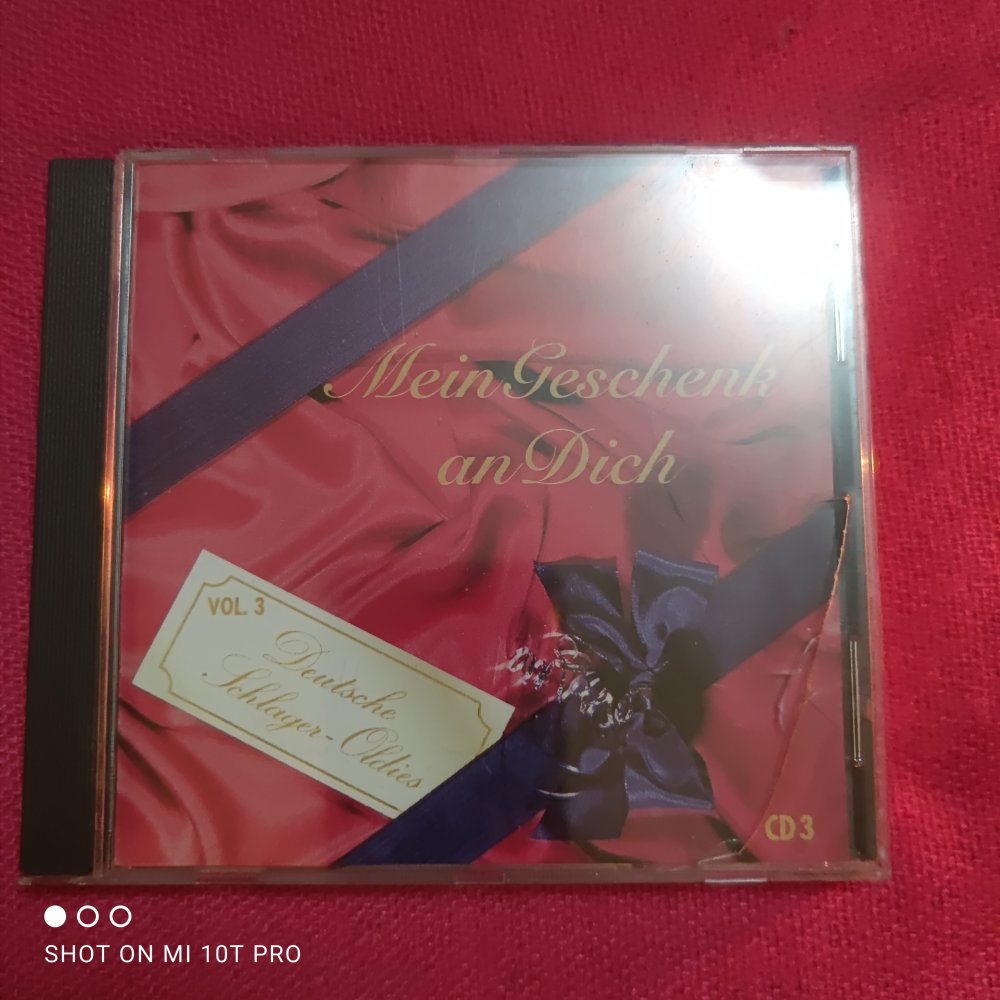 Mein Geschenk
an Dich
VOL. 3
Deutsche
Schlager-Oldies
CD 3
SHOT ON MI 10T PRO